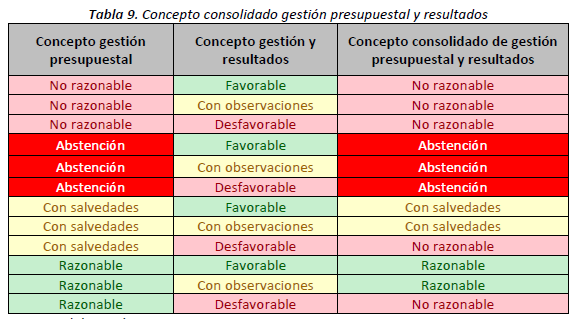 Tabla 9. Concepto consolidado gestión presupuestal y resultados
Concepto gestión presupuestal Concepto gestión y resultados Concepto consolidado de gestión presupuestal y resultados
No razonable Favorable No razonable
No razonable Con observaciones No razonable
No razonable Desfavorable No razonable
Abstención Favorable Abstención
Abstención Con observaciones Abstención
Abstención Desfavorable Abstención
Con salvedades Favorable Con salvedades
Con salvedades Con observaciones Con salvedades
Con salvedades Desfavorable No razonable
Razonable Favorable Razonable
Razonable Con observaciones Razonable
Razonable Desfavorable No razonable